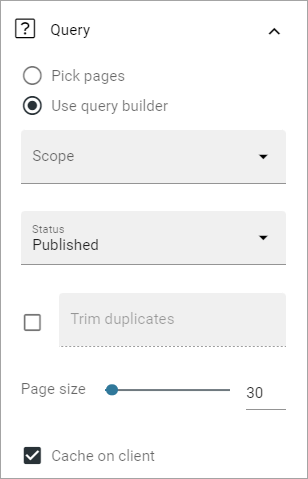 Query
Pick pages
Use query builder
Scope
Status
Published
Trim duplicates
Page size 30
Cache on client